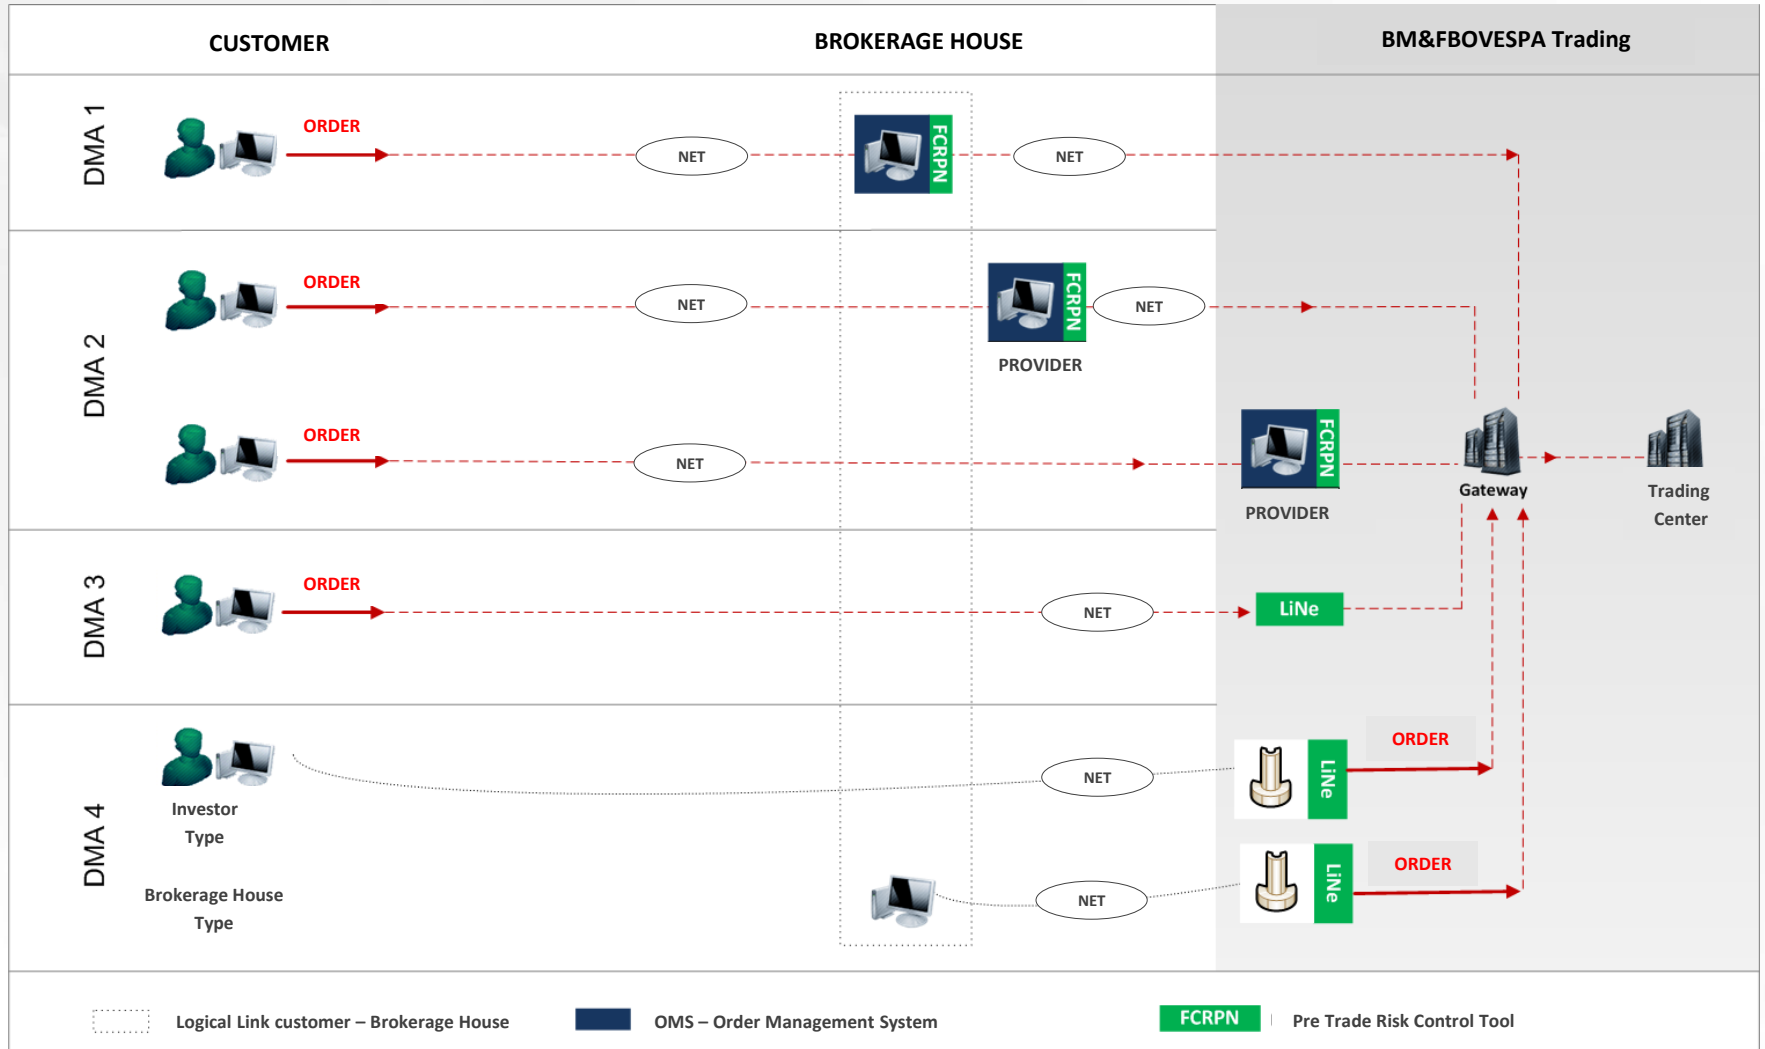 CUSTOMER
BROKERAGE HOUSE
BM&FBOVESPA Trading
DMA 1
ORDER
NET
FCRPN
NET
DMA 2
ORDER
NET
FCRPN
NET
PROVIDER
ORDER
NET
FCRPN
PROVIDER
Gateway
Trading
Center
DMA 3
ORDER
NET
LiNe
DMA 4
Investor
Type
NET
LiNe
ORDER
Brokerage House
Type
NET
LiNe
ORDER
Logical Link customer – Brokerage House
OMS – Order Management System
FCRPN
Pre Trade Risk Control Tool